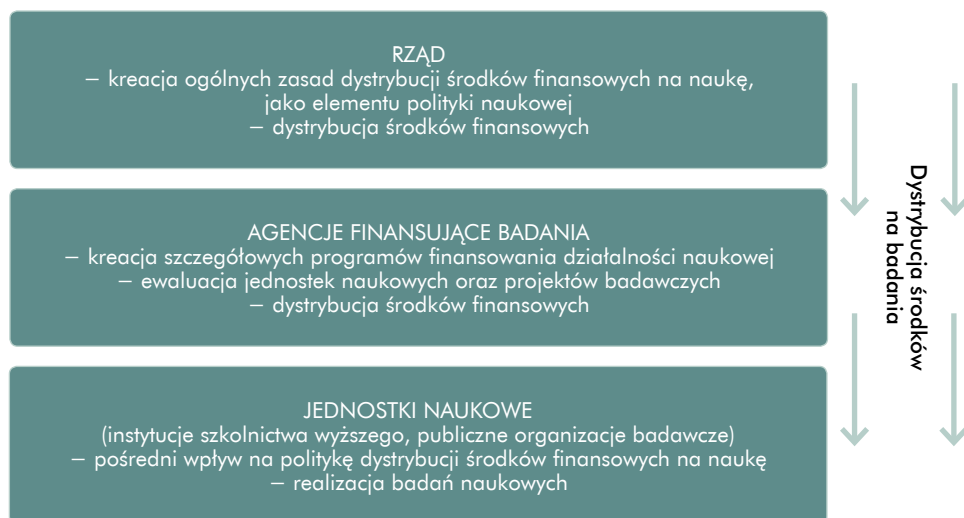 RZĄD
– kreacja ogólnych zasad dystrybucji środków finansowych na naukę,
jako elementu polityki naukowej
– dystrybucja środków finansowych
AGENCJE FINANSUJĄCE BADANIA
– kreacja szczegółowych programów finansowania działalności naukowej
– ewaluacja jednostek naukowych oraz projektów badawczych
– dystrybucja środków finansowych
JEDNOSTKI NAUKOWE
(instytucje szkolnictwa wyższego, publiczne organizacje badawcze)
– pośredni wpływ na politykę dystrybucji środków finansowych na naukę
– realizacja badań naukowych
Dystrybucja środków
na badania